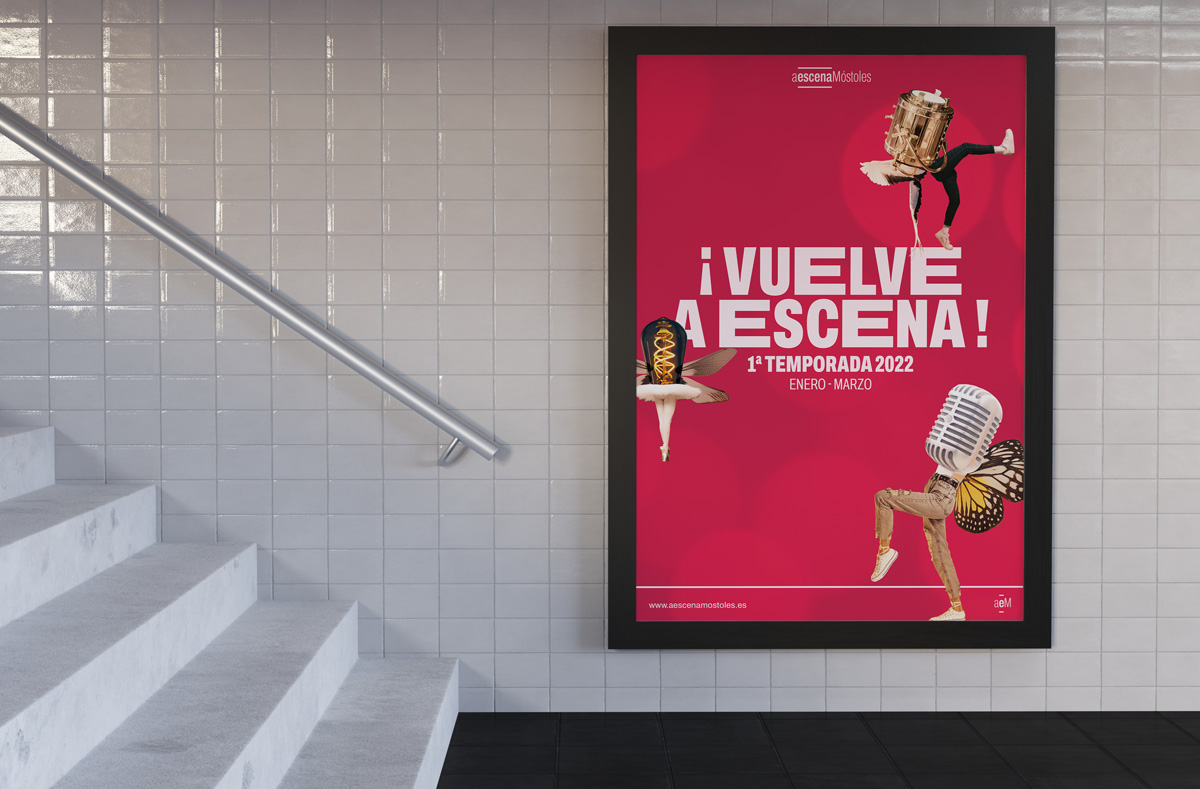 aescenaMóstoles
¡VUELVE
A ESCENA!
1ª TEMPORADA 2022
ENERO - MARZO
www.aescenamostoles.es
aeM